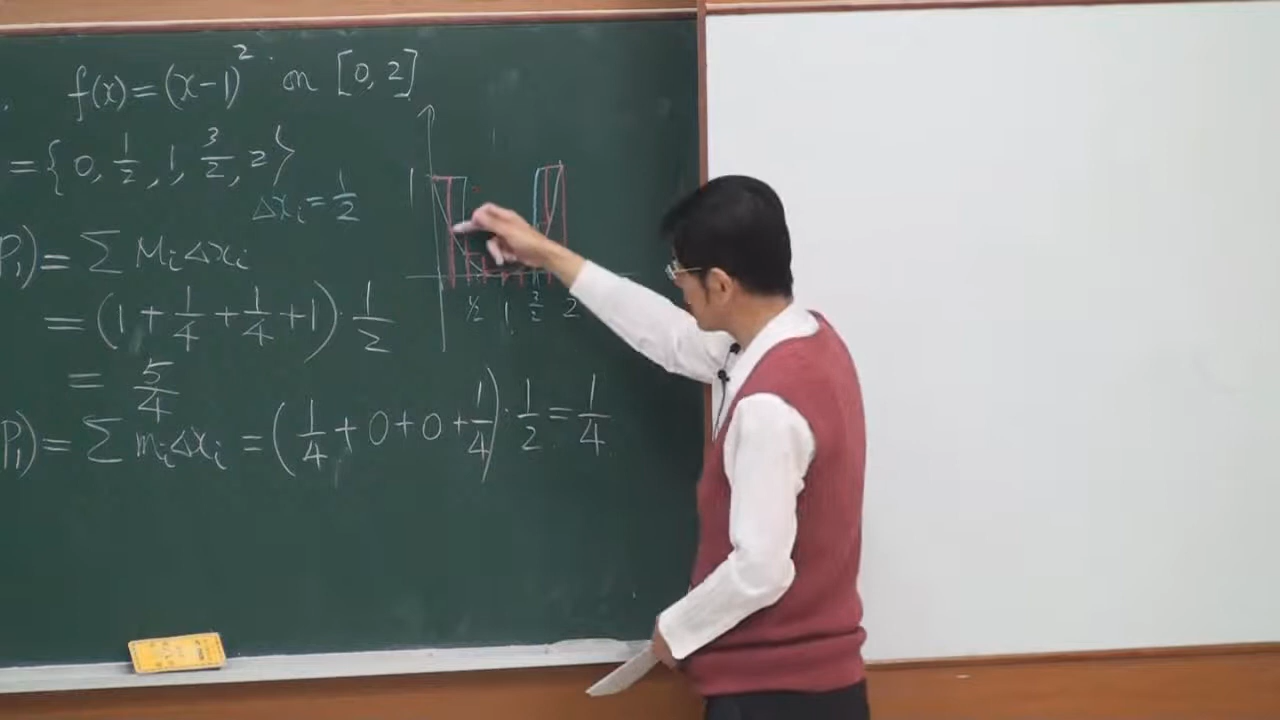 . f(x) = (x-1)². on [0, 2]
= {0, 1/2, 1, 3/2, 2}
Δxᵢ = 1/2
P₁) = Σ Mᵢ Δxᵢ
= (1 + 1/4 + 1/4 + 1) · 1/2
= 5/4
P₁) = Σ mᵢ Δxᵢ = (1/4 + 0 + 0 + 1/4) · 1/2 = 1/4
1
1/2 1 3/2 2